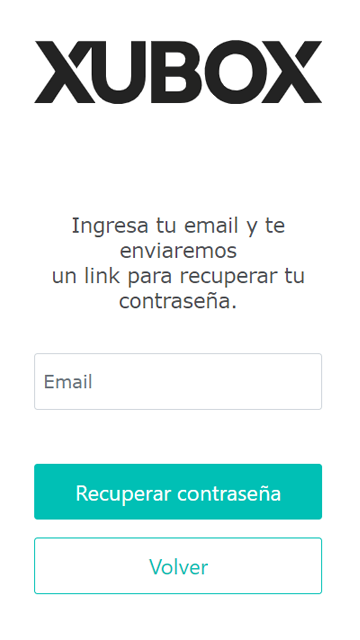 XUBOX
Ingresa tu email y te
enviaremos
un link para recuperar tu
contraseña.
Email
Recuperar contraseña
Volver